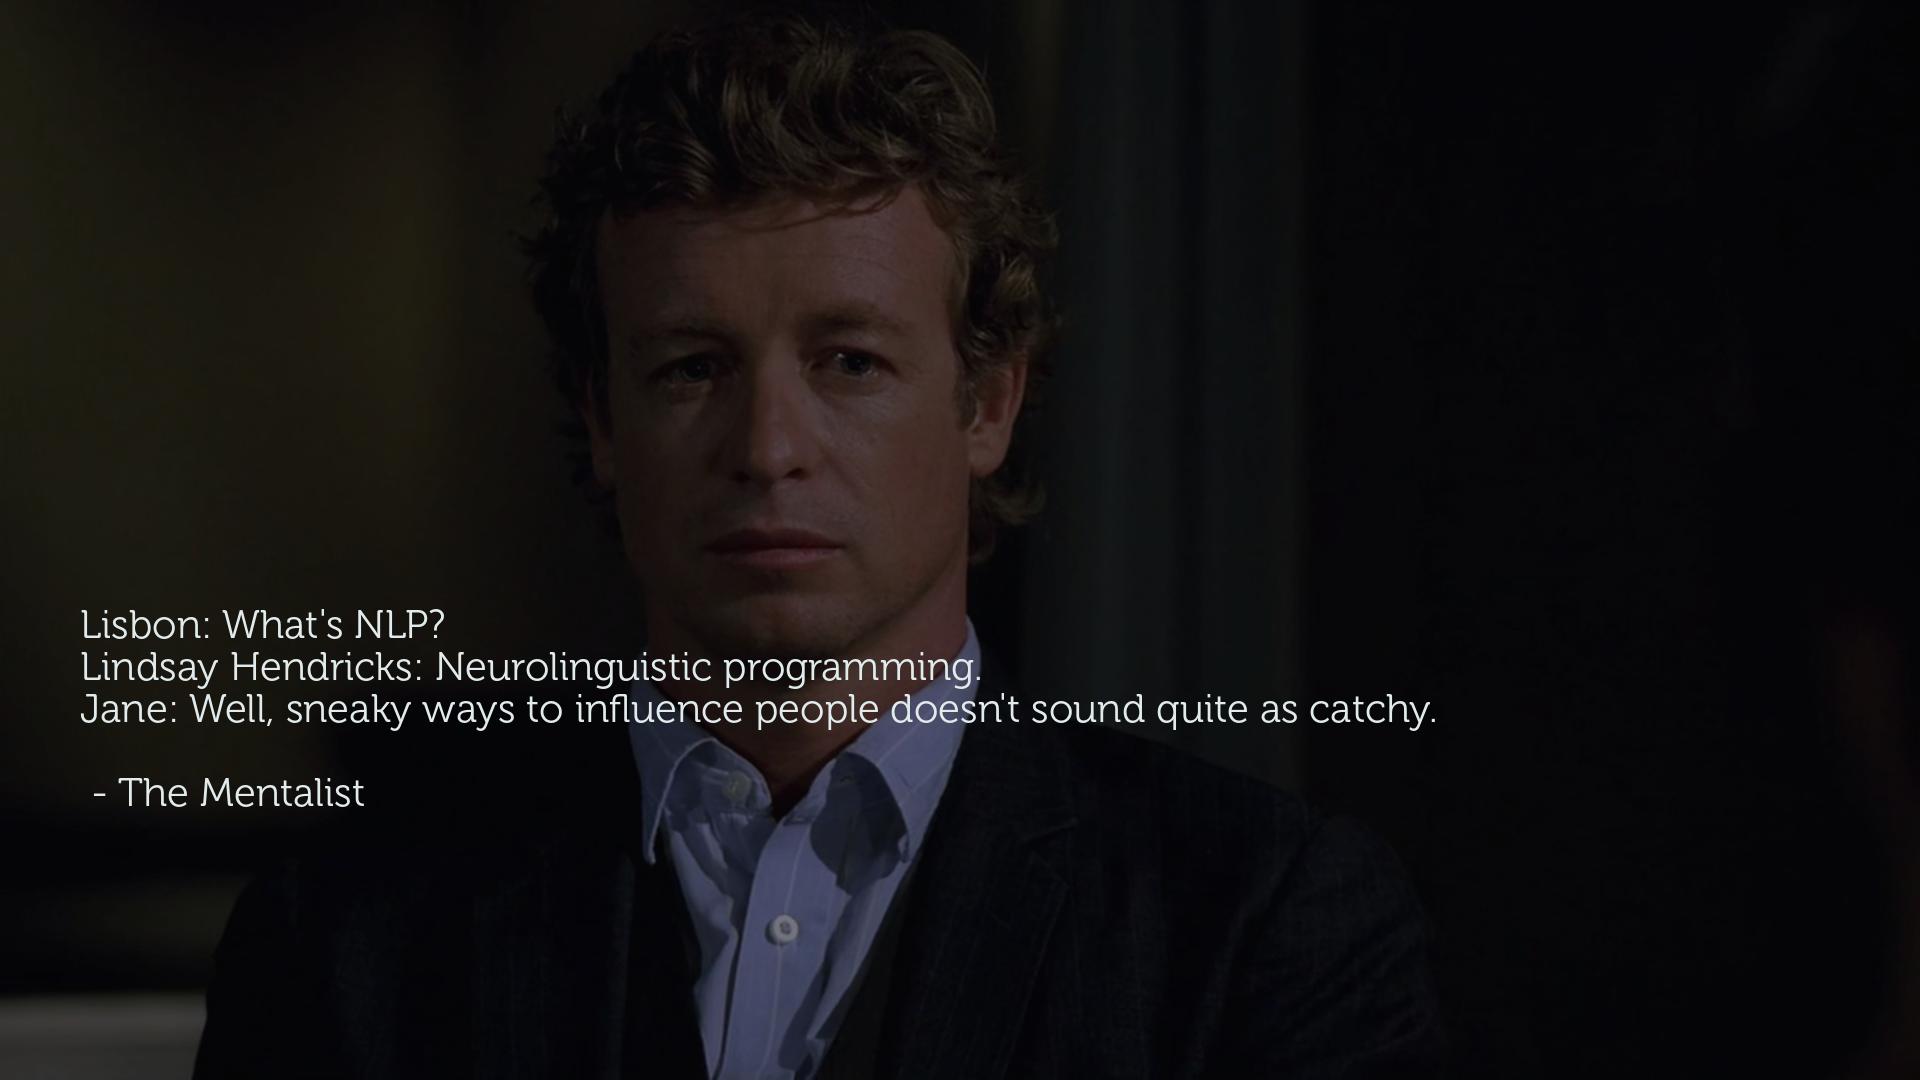 Lisbon: What's NLP?
Lindsay Hendricks: Neurolinguistic programming.
Jane: Well, sneaky ways to influence people doesn't sound quite as catchy.
- The Mentalist